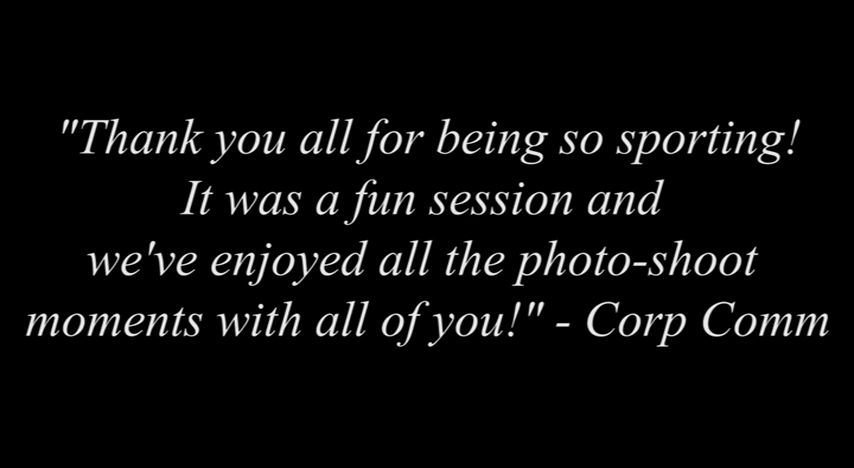 "Thank you all for being so sporting!
It was a fun session and
we've enjoyed all the photo-shoot
moments with all of you!" - Corp Comm